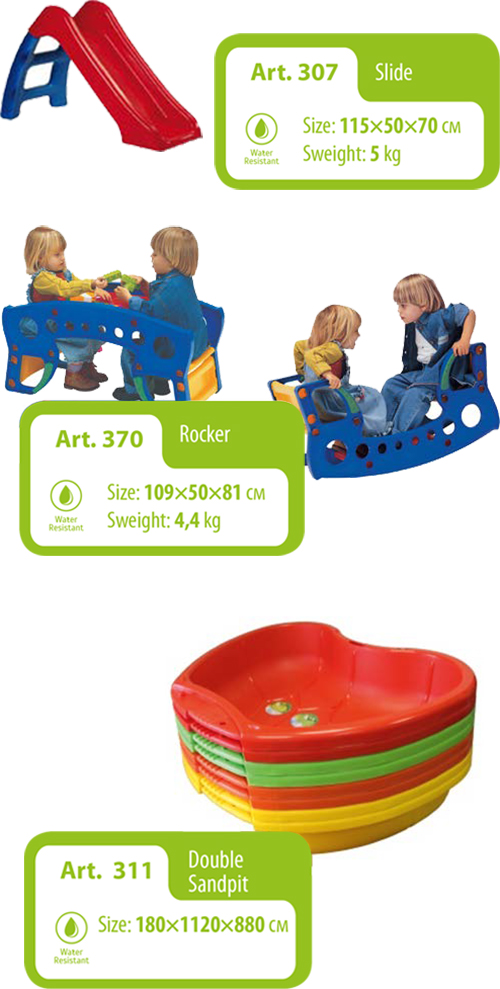 Art. 307 Slide
Water
Resistant
Size: 115×50×70 CM
Sweight: 5 kg
Art. 370 Rocker
Water
Resistant
Size: 109×50×81 CM
Sweight: 4,4 kg
Art. 311 Double
Sandpit
Water
Resistant
Size: 180×1120×880 CM